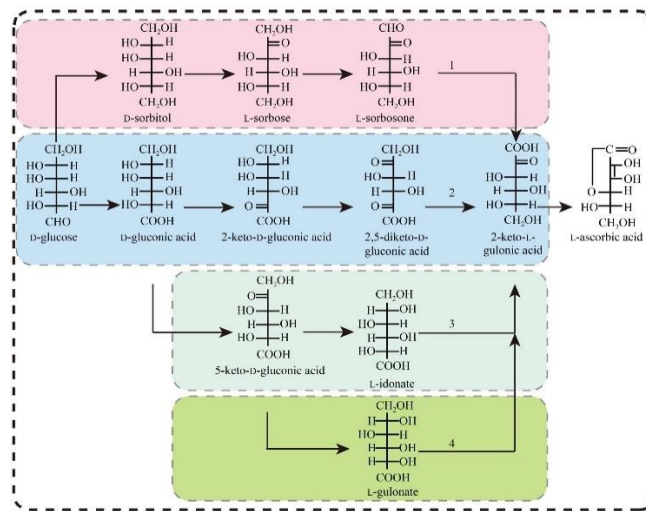 CH₂OH
HO H
HO H
H OH
HO H
CH₂OH
D-sorbitol
CH₂OH
O
HO H
H OH
HO H
CH₂OH
L-sorbose
CHO
O
HO H
H OH
HO H
CH₂OH
L-sorbosone
1
CH₂OH
HO H
HO H
H OH
HO H
CHO
D-glucose
CH₂OH
HO H
HO H
H OH
HO H
COOH
D-gluconic acid
CH₂OH
HO H
HO H
H OH
O
COOH
2-keto-D-gluconic acid
CH₂OH
O
HO H
H OH
O
COOH
2,5-diketo-D-
gluconic acid
2
COOH
O
HO H
H OH
HO H
CH₂OH
2-keto-L-
gulonic acid
C O
OH
OH
O
H
HO H
CH₂OH
L-ascorbic acid
CH₂OH
O
HO H
H OH
HO H
COOH
5-keto-D-gluconic acid
CH₂OH
H OH
HO H
H OH
HO H
COOH
L-idonate
3
CH₂OH
H OH
HO H
H OH
H OH
COOH
L-gulonate
4